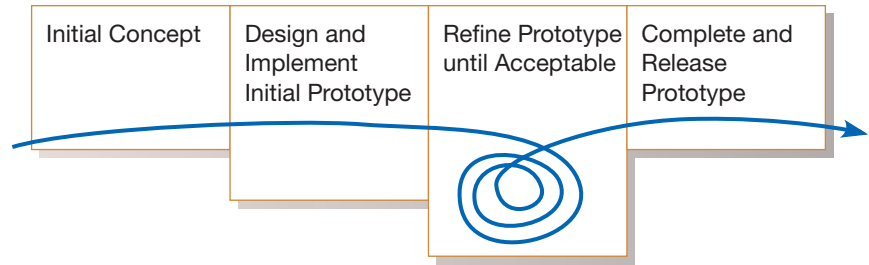 Initial Concept
Design and
Implement
Initial Prototype
Refine Prototype
until Acceptable
Complete and
Release
Prototype